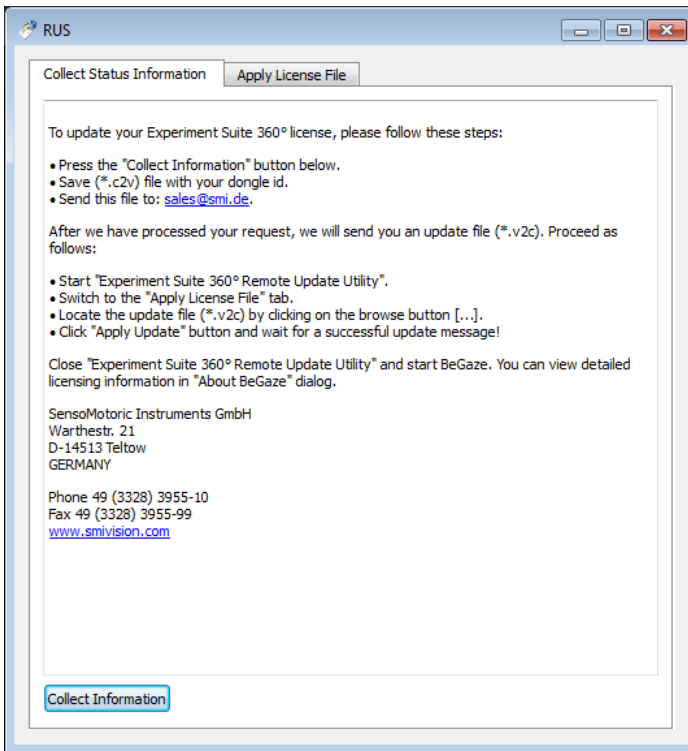 RUS
Collect Status Information
Apply License File
To update your Experiment Suite 360° license, please follow these steps:
• Press the "Collect Information" button below.
• Save (*.c2v) file with your dongle id.
• Send this file to: sales@smi.de.
After we have processed your request, we will send you an update file (*.v2c). Proceed as
follows:
• Start "Experiment Suite 360° Remote Update Utility".
• Switch to the "Apply License File" tab.
• Locate the update file (*.v2c) by clicking on the browse button [...].
• Click "Apply Update" button and wait for a successful update message!
Close "Experiment Suite 360° Remote Update Utility" and start BeGaze. You can view detailed
licensing information in "About BeGaze" dialog.
SensoMotoric Instruments GmbH
Warthestr. 21
D-14513 Teltow
GERMANY
Phone 49 (3328) 3955-10
Fax 49 (3328) 3955-99
www.smivision.com
Collect Information